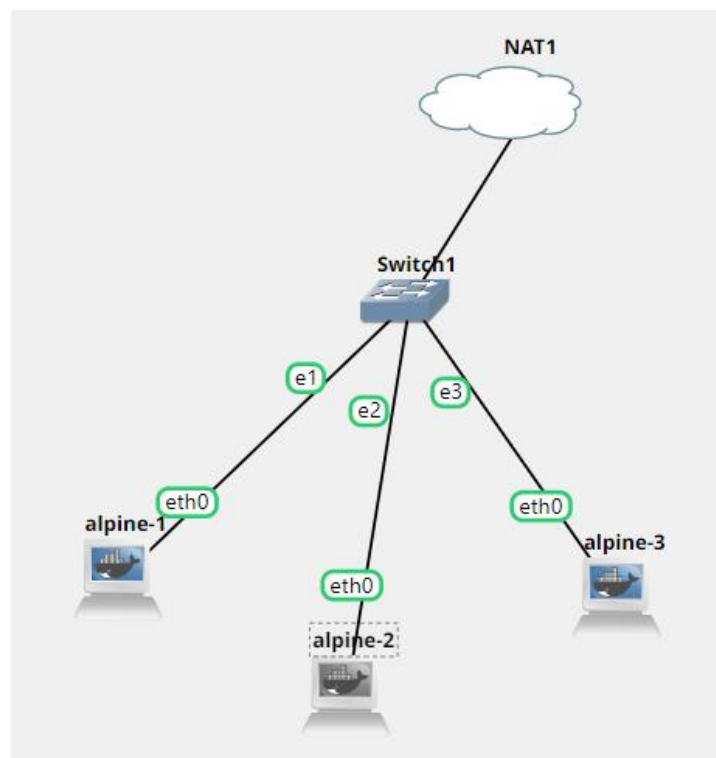 NAT1
Switch1
e1
e2
e3
eth0
alpine-1
eth0
alpine-3
eth0
alpine-2